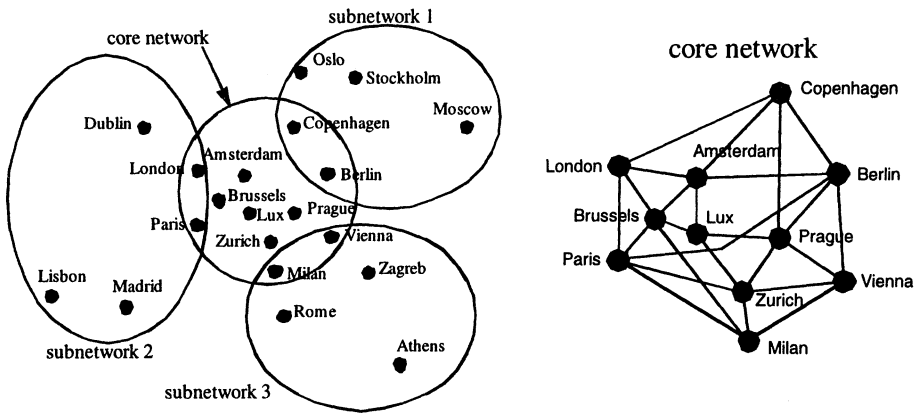 subnetwork 1
core network
Oslo
Stockholm
Moscow
Dublin
Copenhagen
London
Amsterdam
Berlin
Brussels
Lux
Prague
Paris
Zurich
Vienna
Milan
Zagreb
Lisbon
Madrid
Rome
Athens
subnetwork 2
subnetwork 3
core network
Copenhagen
London
Amsterdam
Berlin
Brussels
Lux
Prague
Paris
Vienna
Zurich
Milan